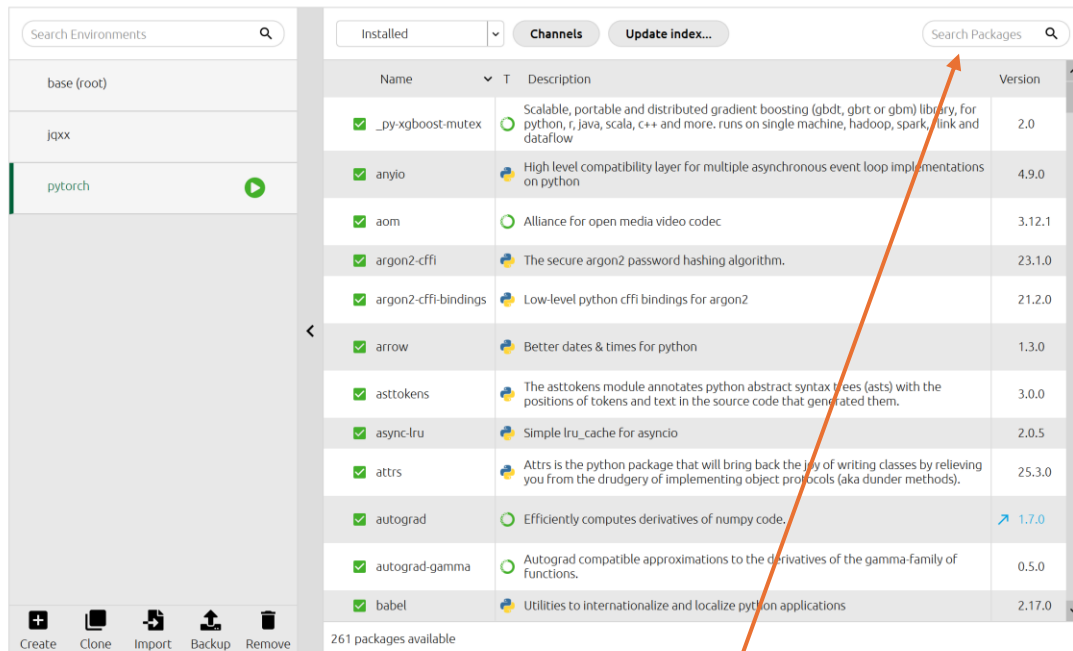 Search Environments
base (root)
jqxx
pytorch
Create Clone Import Backup Remove
Installed Channels Update index... Search Packages
Name T Description Version
_py-xgboost-mutex Scalable, portable and distributed gradient boosting (gbdt, gbrt or gbm) library, for 2.0
python, r, java, scala, c++ and more. runs on single machine, hadoop, spark, flink and
dataflow
anyio High level compatibility layer for multiple asynchronous event loop implementations 4.9.0
on python
aom Alliance for open media video codec 3.12.1
argon2-cffi The secure argon2 password hashing algorithm. 23.1.0
argon2-cffi-bindings Low-level python cffi bindings for argon2 21.2.0
arrow Better dates & times for python 1.3.0
asttokens The asttokens module annotates python abstract syntax trees (asts) with the 3.0.0
positions of tokens and text in the source code that generated them.
async-lru Simple lru_cache for asyncio 2.0.5
attrs Attrs is the python package that will bring back the joy of writing classes by relieving 25.3.0
you from the drudgery of implementing object protocols (aka dunder methods).
autograd Efficiently computes derivatives of numpy code. 1.7.0
autograd-gamma Autograd compatible approximations to the derivatives of the gamma-family of 0.5.0
functions.
babel Utilities to internationalize and localize python applications 2.17.0
261 packages available